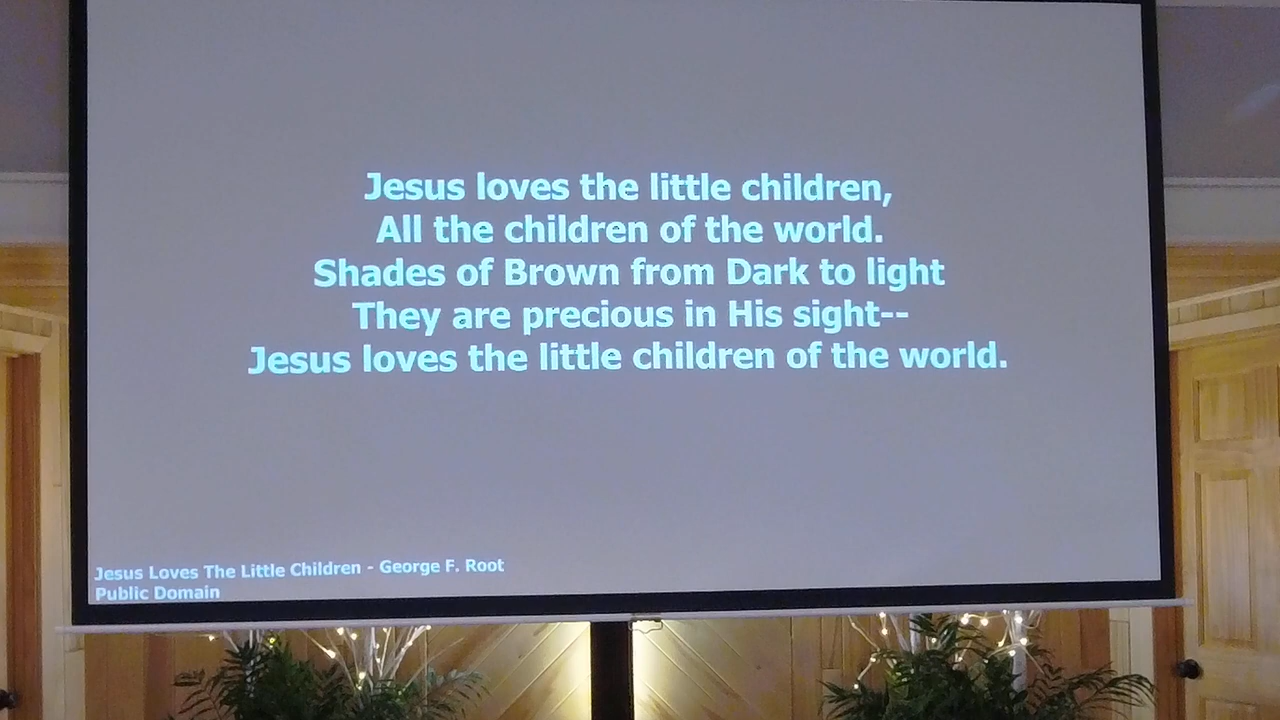 Jesus loves the little children,
All the children of the world.
Shades of Brown from Dark to light
They are precious in His sight--
Jesus loves the little children of the world.
Jesus Loves The Little Children - George F. Root
Public Domain